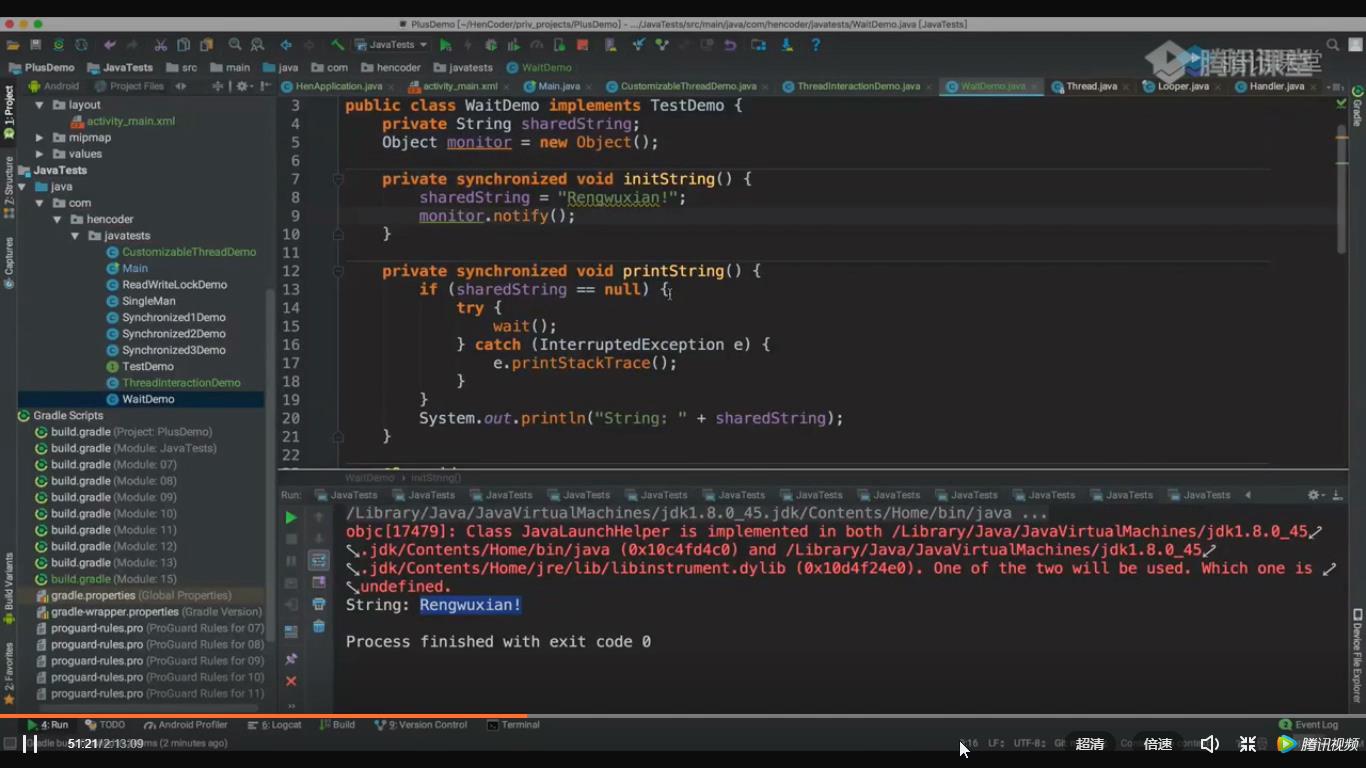 PlusDemo [~/HenCoder/priv_projects/PlusDemo] - .../JavaTests/src/main/java/com/hencoder/javatests/WaitDemo.java [JavaTests]
JavaTests
腾讯课堂
PlusDemo JavaTests src main java com hencoder javatests WaitDemo
Android Project Files
HenApplication.java activity_main.xml Main.java CustomizableThreadDemo.java ThreadInteractionDemo.java WaitDemo.java Thread.java Looper.java Handler.java
1: Project
Z: Structure
Captures
Build Variants
2: Favorites
Gradle
Device File Explorer
layout
activity_main.xml
mipmap
values
JavaTests
java
com
hencoder
javatests
CustomizableThreadDemo
Main
ReadWriteLockDemo
SingleMan
Synchronized1Demo
Synchronized2Demo
Synchronized3Demo
TestDemo
ThreadInteractionDemo
WaitDemo
Gradle Scripts
build.gradle (Project: PlusDemo)
build.gradle (Module: JavaTests)
build.gradle (Module: 07)
build.gradle (Module: 08)
build.gradle (Module: 09)
build.gradle (Module: 10)
build.gradle (Module: 11)
build.gradle (Module: 12)
build.gradle (Module: 13)
build.gradle (Module: 15)
gradle.properties (Global Properties)
gradle-wrapper.properties (Gradle Version)
proguard-rules.pro (ProGuard Rules for 07)
proguard-rules.pro (ProGuard Rules for 08)
proguard-rules.pro (ProGuard Rules for 09)
proguard-rules.pro (ProGuard Rules for 10)
proguard-rules.pro (ProGuard Rules for 11)
3 public class WaitDemo implements TestDemo {
4 private String sharedString;
5 Object monitor = new Object();
6
7 private synchronized void initString() {
8 sharedString = "Rengwuxian!";
9 monitor.notify();
10 }
11
12 private synchronized void printString() {
13 if (sharedString == null) {
14 try {
15 wait();
16 } catch (InterruptedException e) {
17 e.printStackTrace();
18 }
19 }
20 System.out.println("String: " + sharedString);
21 }
22
WaitDemo › initString()
Run: JavaTests JavaTests JavaTests JavaTests JavaTests JavaTests JavaTests JavaTests JavaTests JavaTests JavaTests JavaTests
/Library/Java/JavaVirtualMachines/jdk1.8.0_45.jdk/Contents/Home/bin/java ...
objc[17479]: Class JavaLaunchHelper is implemented in both /Library/Java/JavaVirtualMachines/jdk1.8.0_45
.jdk/Contents/Home/bin/java (0x10c4fd4c0) and /Library/Java/JavaVirtualMachines/jdk1.8.0_45
.jdk/Contents/Home/jre/lib/libinstrument.dylib (0x10d4f24e0). One of the two will be used. Which one is
undefined.
String: Rengwuxian!
Process finished with exit code 0
4: Run TODO Android Profiler 6: Logcat Build 9: Version Control Terminal Event Log
51:21/2:13:09 (2 minutes ago) LF UTF-8 超清 倍速 腾讯视频